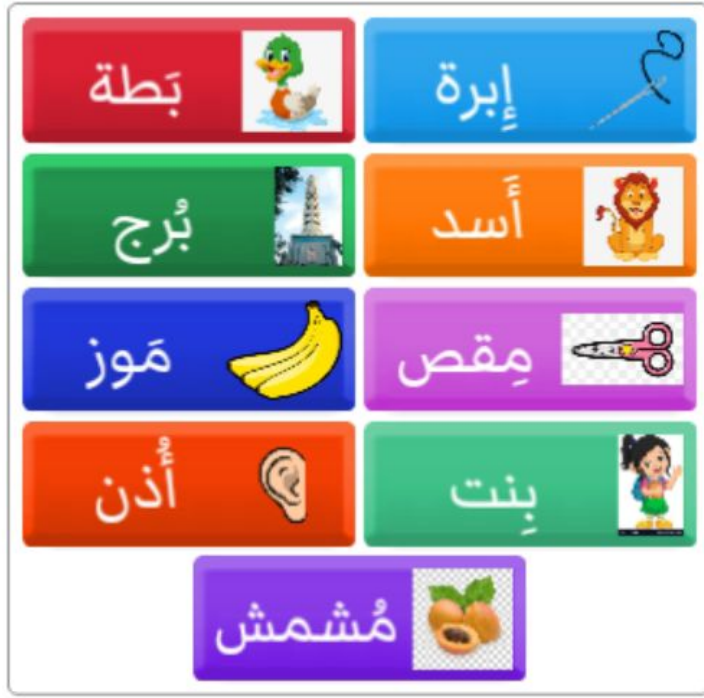 إِبرة
بَطة
أَسد
بُرج
مِقص
مَوز
بِنت
أُذن
مُشمش